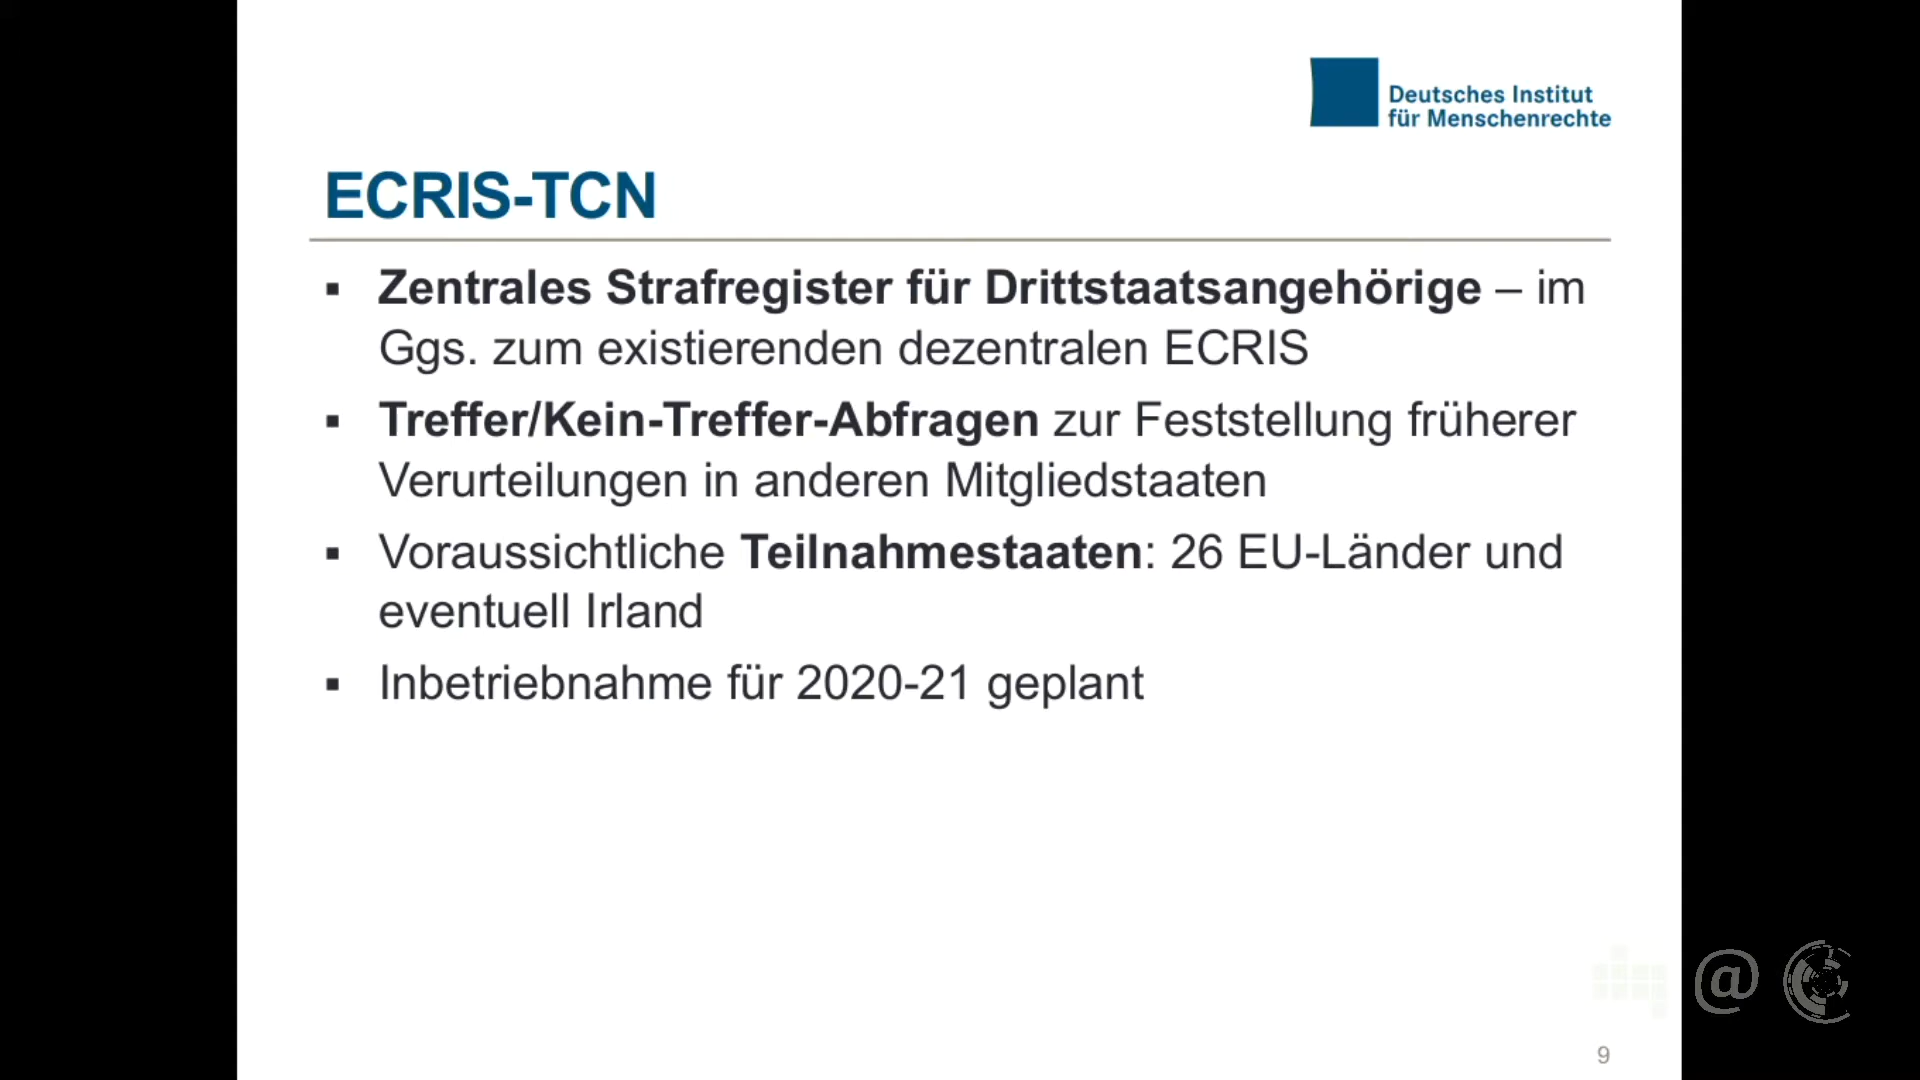 Deutsches Institut
für Menschenrechte
ECRIS-TCN
▪ Zentrales Strafregister für Drittstaatsangehörige – im
Ggs. zum existierenden dezentralen ECRIS
▪ Treffer/Kein-Treffer-Abfragen zur Feststellung früherer
Verurteilungen in anderen Mitgliedstaaten
▪ Voraussichtliche Teilnahmestaaten: 26 EU-Länder und
eventuell Irland
▪ Inbetriebnahme für 2020-21 geplant
@
9